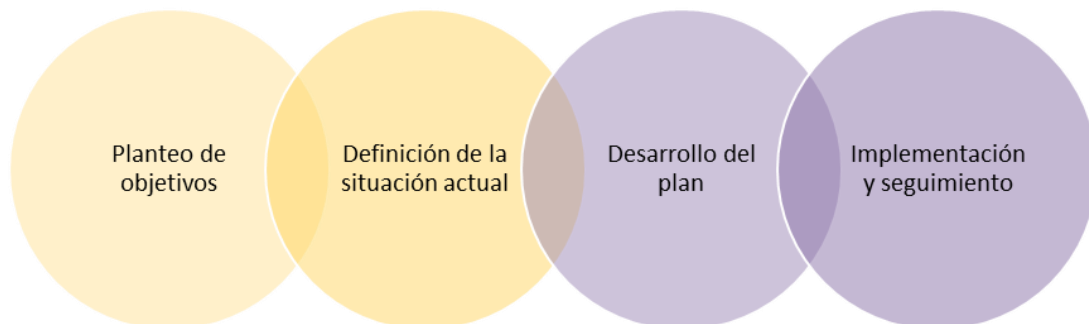 Planteo de
objetivos
Definición de la
situación actual
Desarrollo del
plan
Implementación
y seguimiento